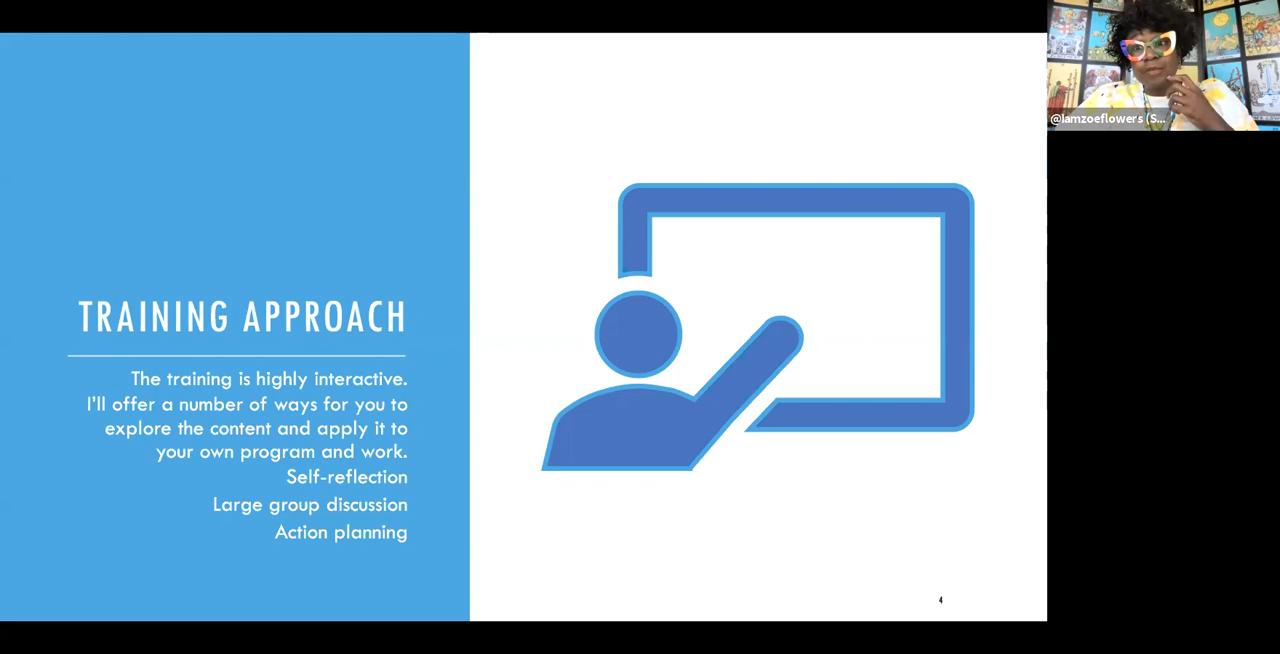 @Iamzoeflowers (S...
TRAINING APPROACH
The training is highly interactive.
I'll offer a number of ways for you to
explore the content and apply it to
your own program and work.
Self-reflection
Large group discussion
Action planning
4